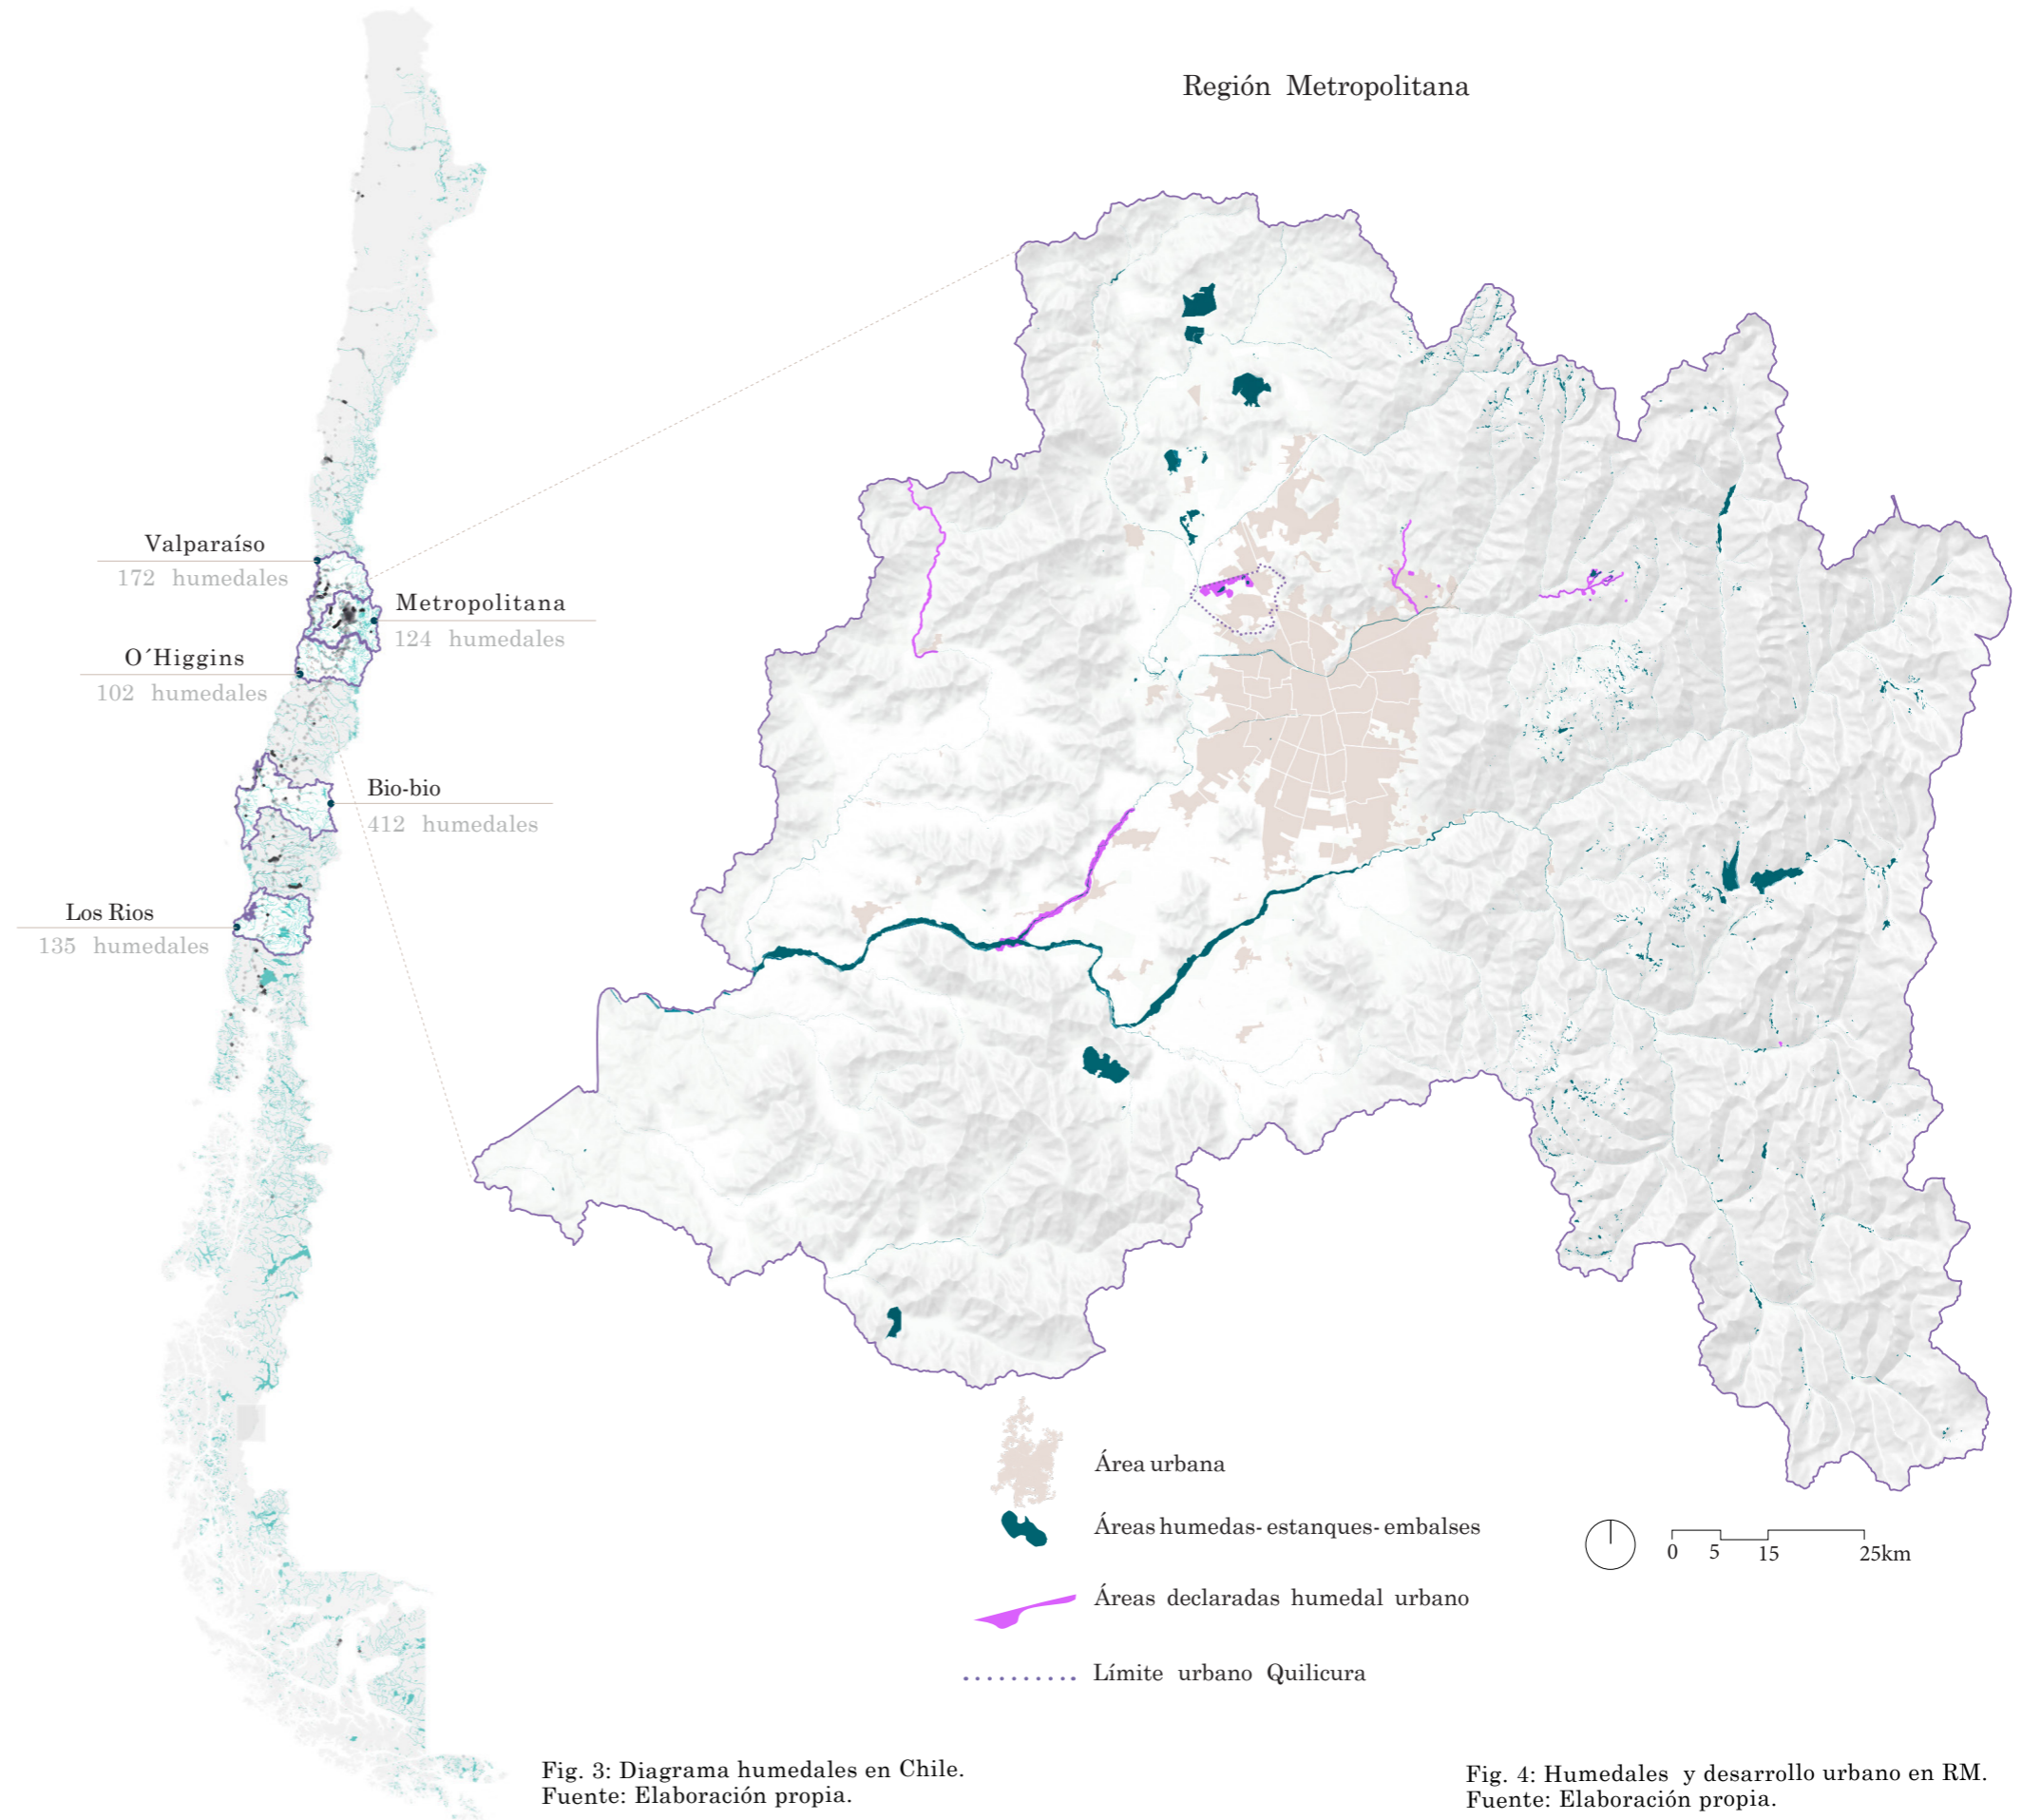 Región Metropolitana
Valparaíso
172 humedales
Metropolitana
124 humedales
O´Higgins
102 humedales
Bio-bio
412 humedales
Los Rios
135 humedales
Área urbana
Áreas humedas- estanques- embalses
Áreas declaradas humedal urbano
Límite urbano Quilicura
0 5 15 25km
Fig. 3: Diagrama humedales en Chile.
Fuente: Elaboración propia.
Fig. 4: Humedales y desarrollo urbano en RM.
Fuente: Elaboración propia.